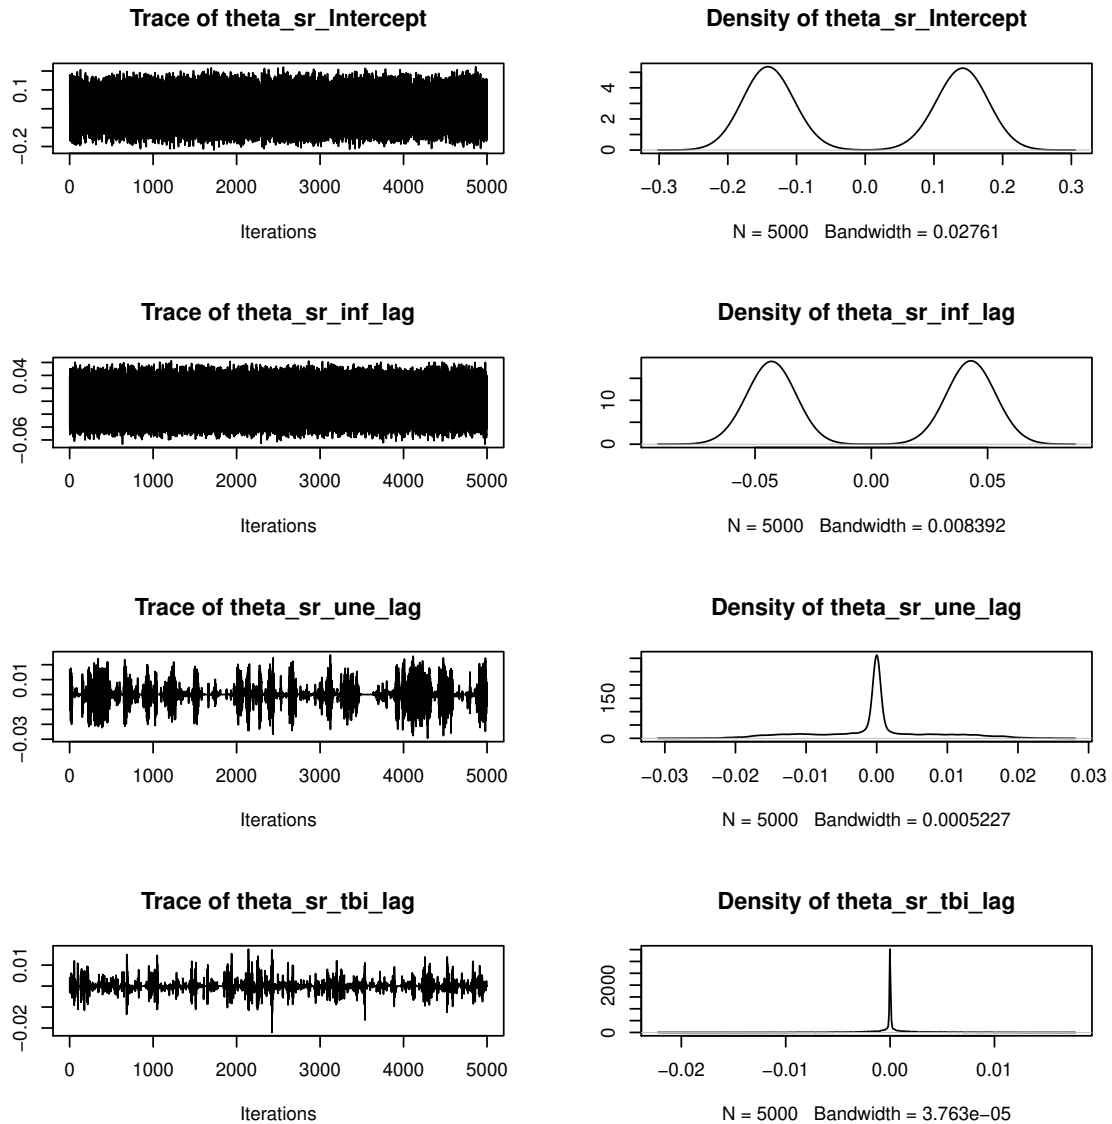 Trace of theta_sr_Intercept
0.1
−0.2
0 1000 2000 3000 4000 5000
Iterations
Density of theta_sr_Intercept
4
2
0
−0.3 −0.2 −0.1 0.0 0.1 0.2 0.3
N = 5000 Bandwidth = 0.02761
Trace of theta_sr_inf_lag
0.04
−0.06
0 1000 2000 3000 4000 5000
Iterations
Density of theta_sr_inf_lag
10
0
−0.05 0.00 0.05
N = 5000 Bandwidth = 0.008392
Trace of theta_sr_une_lag
0.01
−0.03
0 1000 2000 3000 4000 5000
Iterations
Density of theta_sr_une_lag
150
0
−0.03 −0.02 −0.01 0.00 0.01 0.02 0.03
N = 5000 Bandwidth = 0.0005227
Trace of theta_sr_tbi_lag
0.01
−0.02
0 1000 2000 3000 4000 5000
Iterations
Density of theta_sr_tbi_lag
2000
0
−0.02 −0.01 0.00 0.01
N = 5000 Bandwidth = 3.763e−05